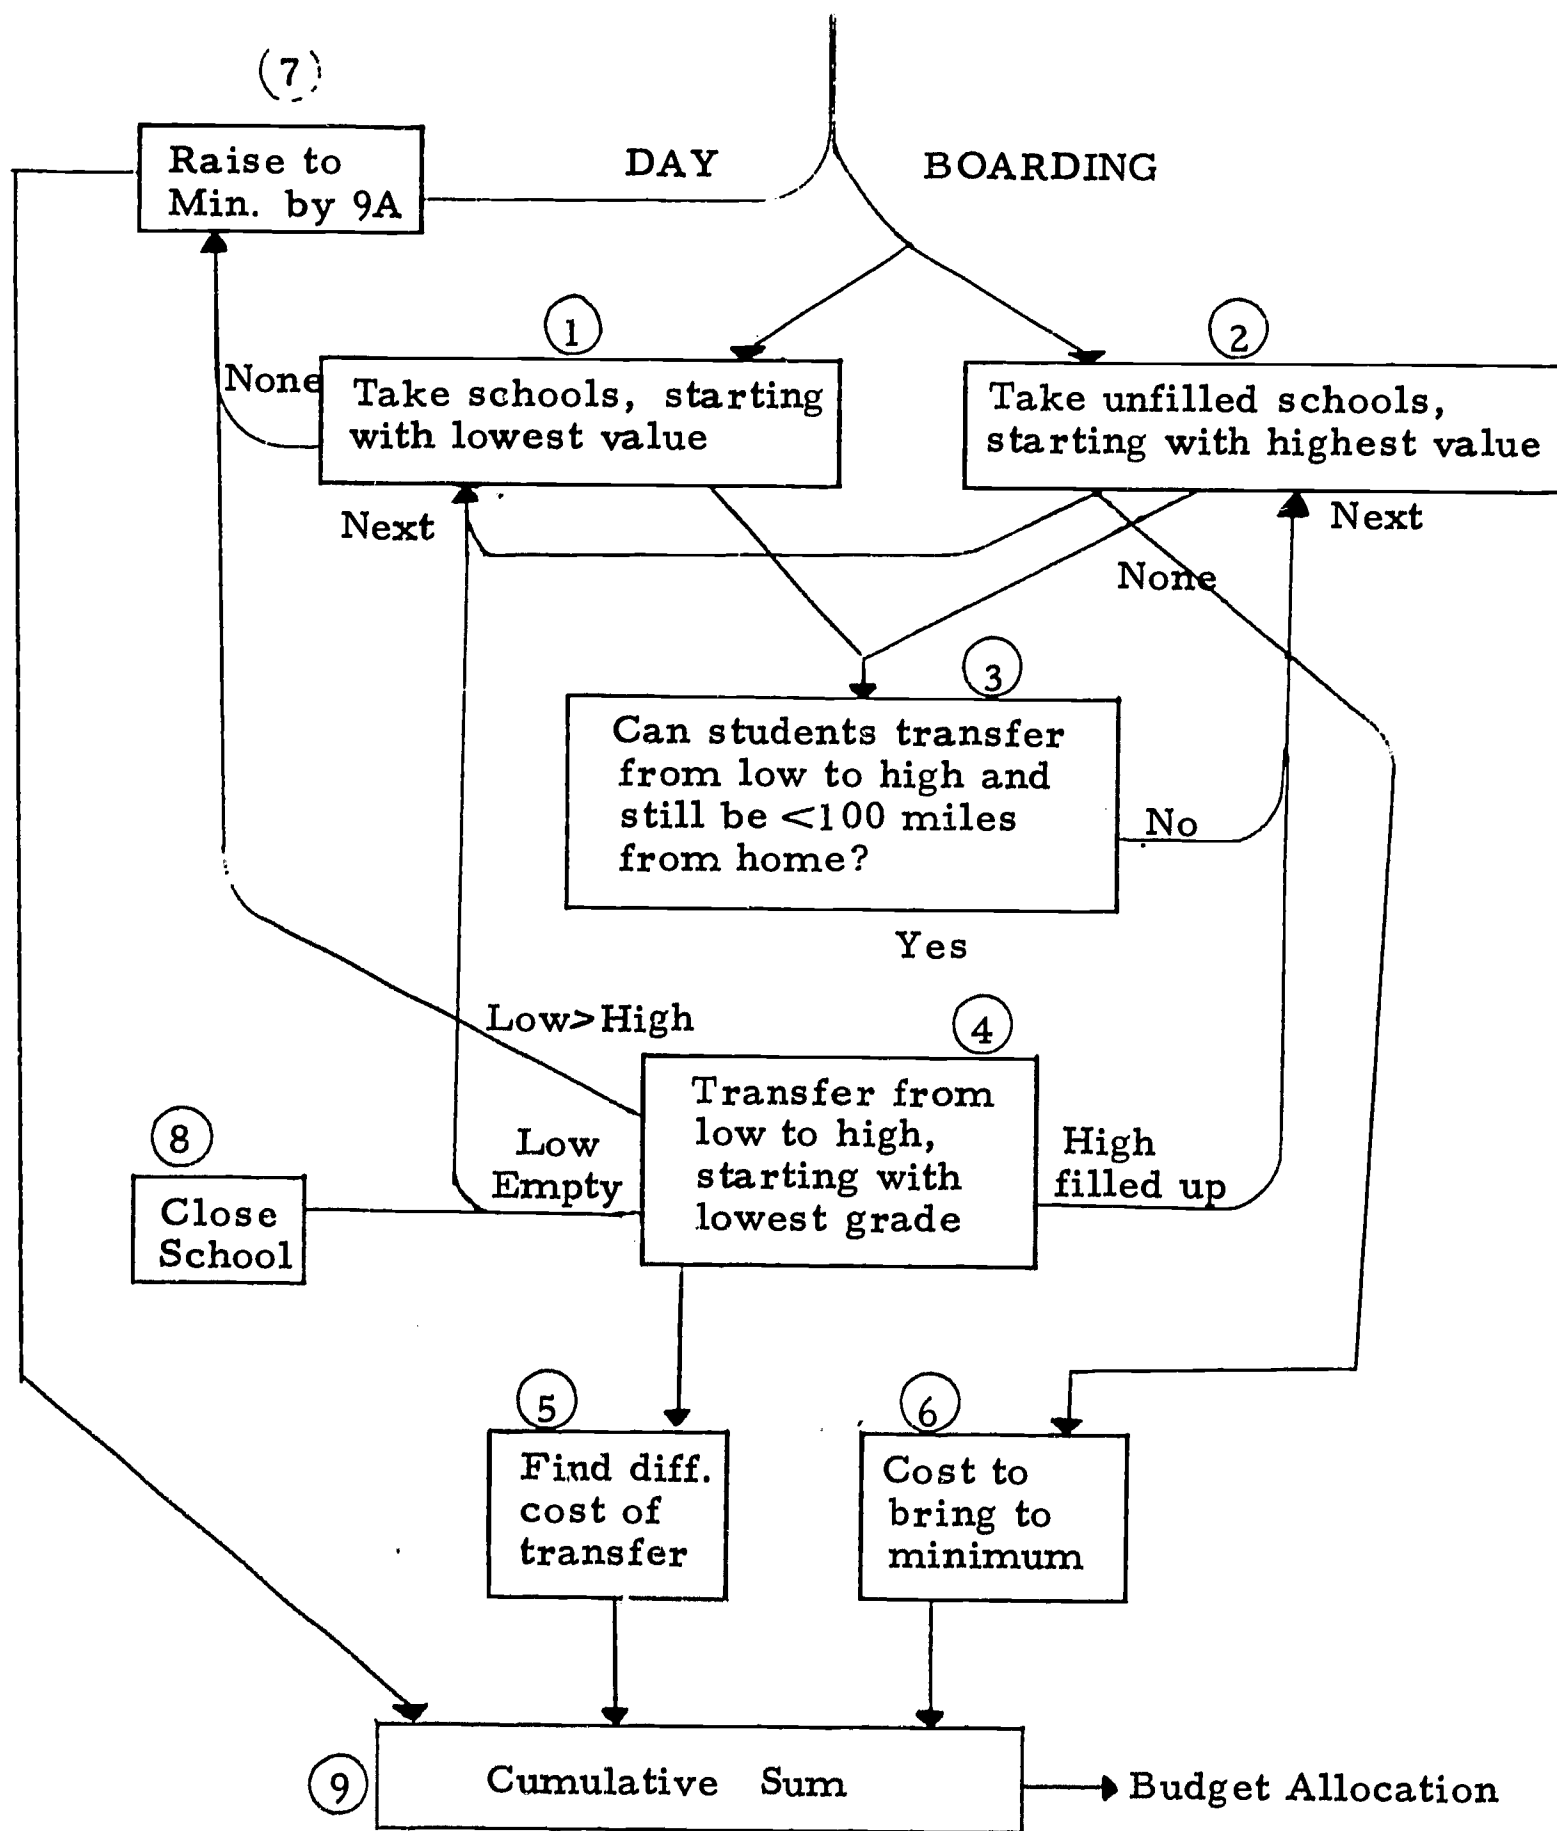 (7)
Raise to
Min. by 9A
DAY
BOARDING
1
2
None
Take schools, starting
with lowest value
Take unfilled schools,
starting with highest value
Next
Next
None
3
Can students transfer
from low to high and
still be <100 miles
from home?
No
Yes
Low>High
4
Transfer from
low to high,
starting with
lowest grade
8
Close
School
Low
Empty
High
filled up
5
Find diff.
cost of
transfer
6
Cost to
bring to
minimum
9
Cumulative Sum
Budget Allocation